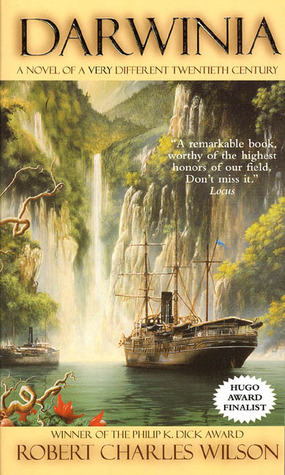 DARWINIA
A NOVEL OF A VERY DIFFERENT TWENTIETH CENTURY
"A remarkable book,
worthy of the highest
honors of our field.
Don't miss it."
Locus
HUGO
AWARD
FINALIST
WINNER OF THE PHILIP K. DICK AWARD
ROBERT CHARLES WILSON